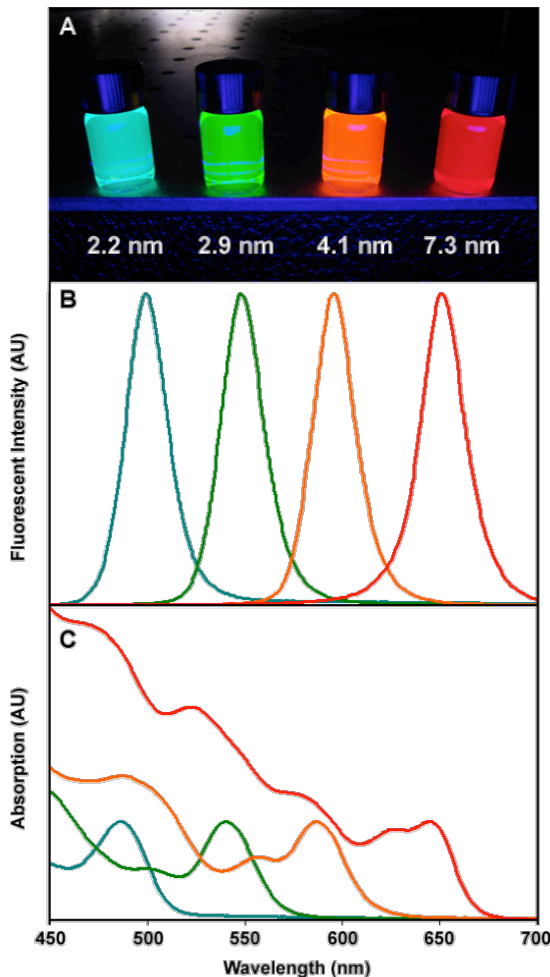 A
2.2 nm 2.9 nm 4.1 nm 7.3 nm
B
Fluorescent Intensity (AU)
C
Absorption (AU)
450 500 550 600 650 700
Wavelength (nm)